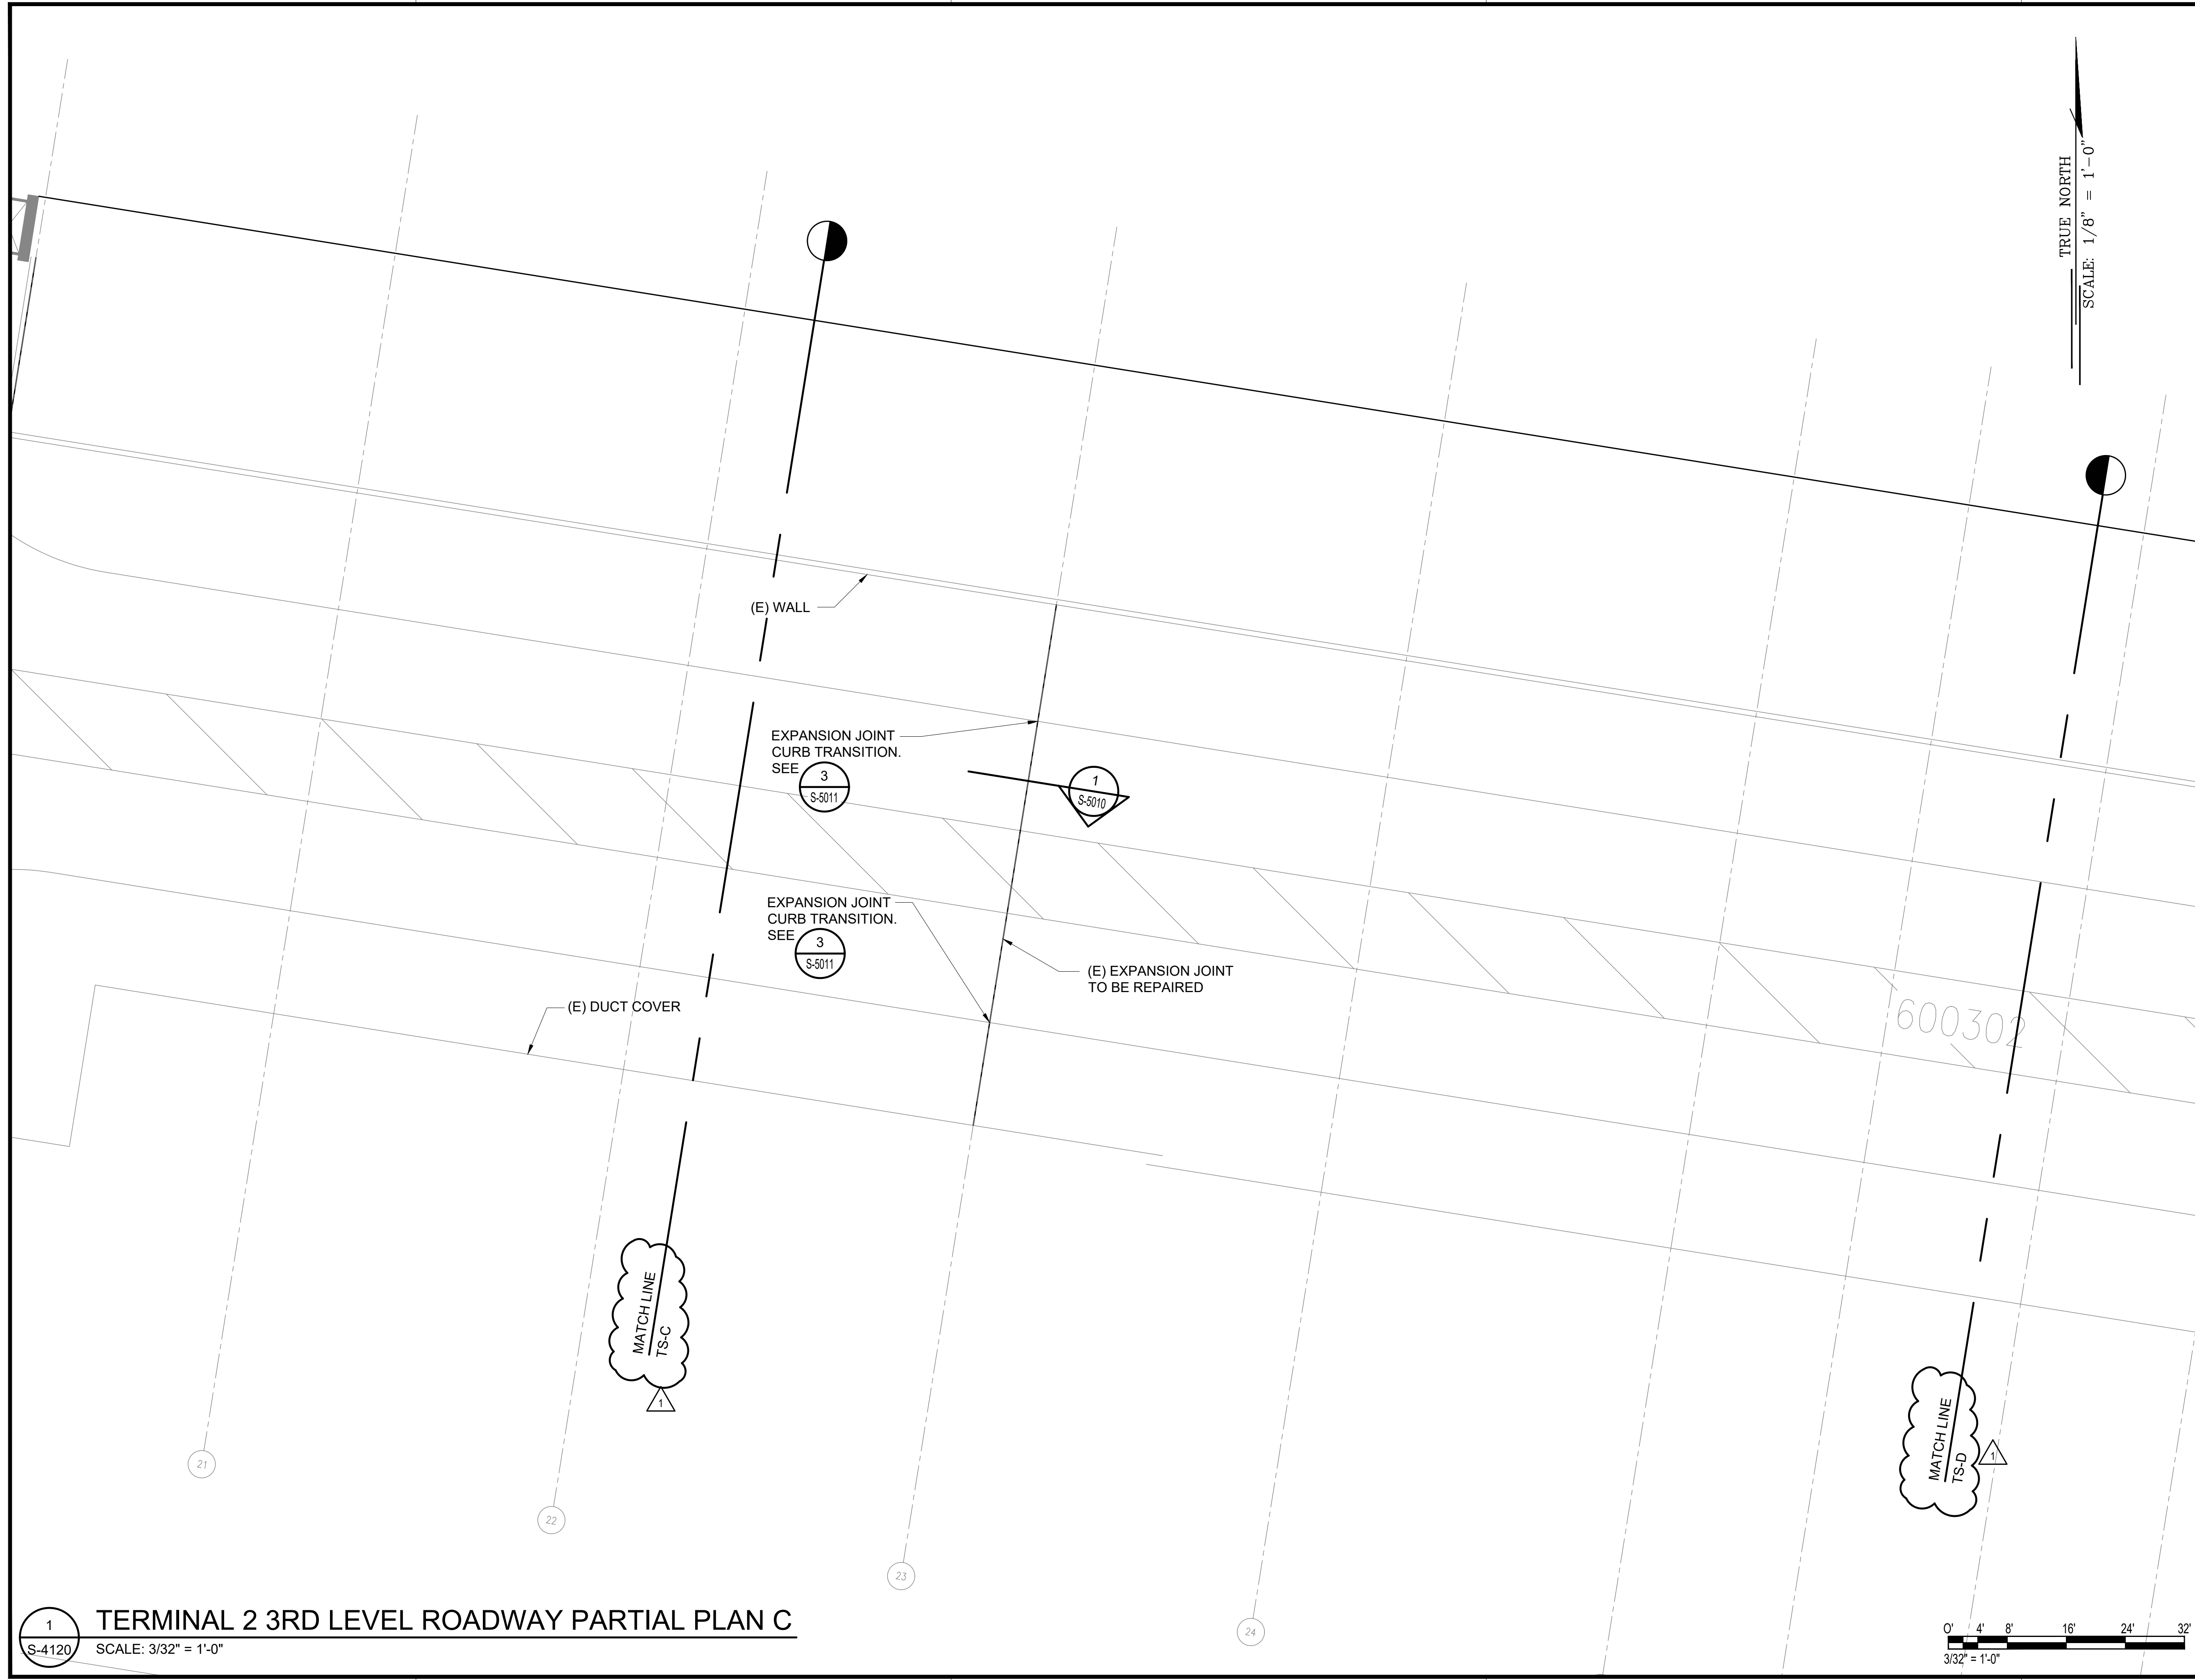 TRUE NORTH
SCALE: 1/8" = 1'-0"
(E) WALL
EXPANSION JOINT
CURB TRANSITION.
SEE
3
S-5011
1
S-5010
EXPANSION JOINT
CURB TRANSITION.
SEE
3
S-5011
(E) EXPANSION JOINT
TO BE REPAIRED
(E) DUCT COVER
600302
MATCH LINE
TS-C
1
MATCH LINE
TS-D
1
21
22
23
24
1
S-4120
TERMINAL 2 3RD LEVEL ROADWAY PARTIAL PLAN C
SCALE: 3/32" = 1'-0"
0' 4' 8' 16' 24' 32'
3/32" = 1'-0"